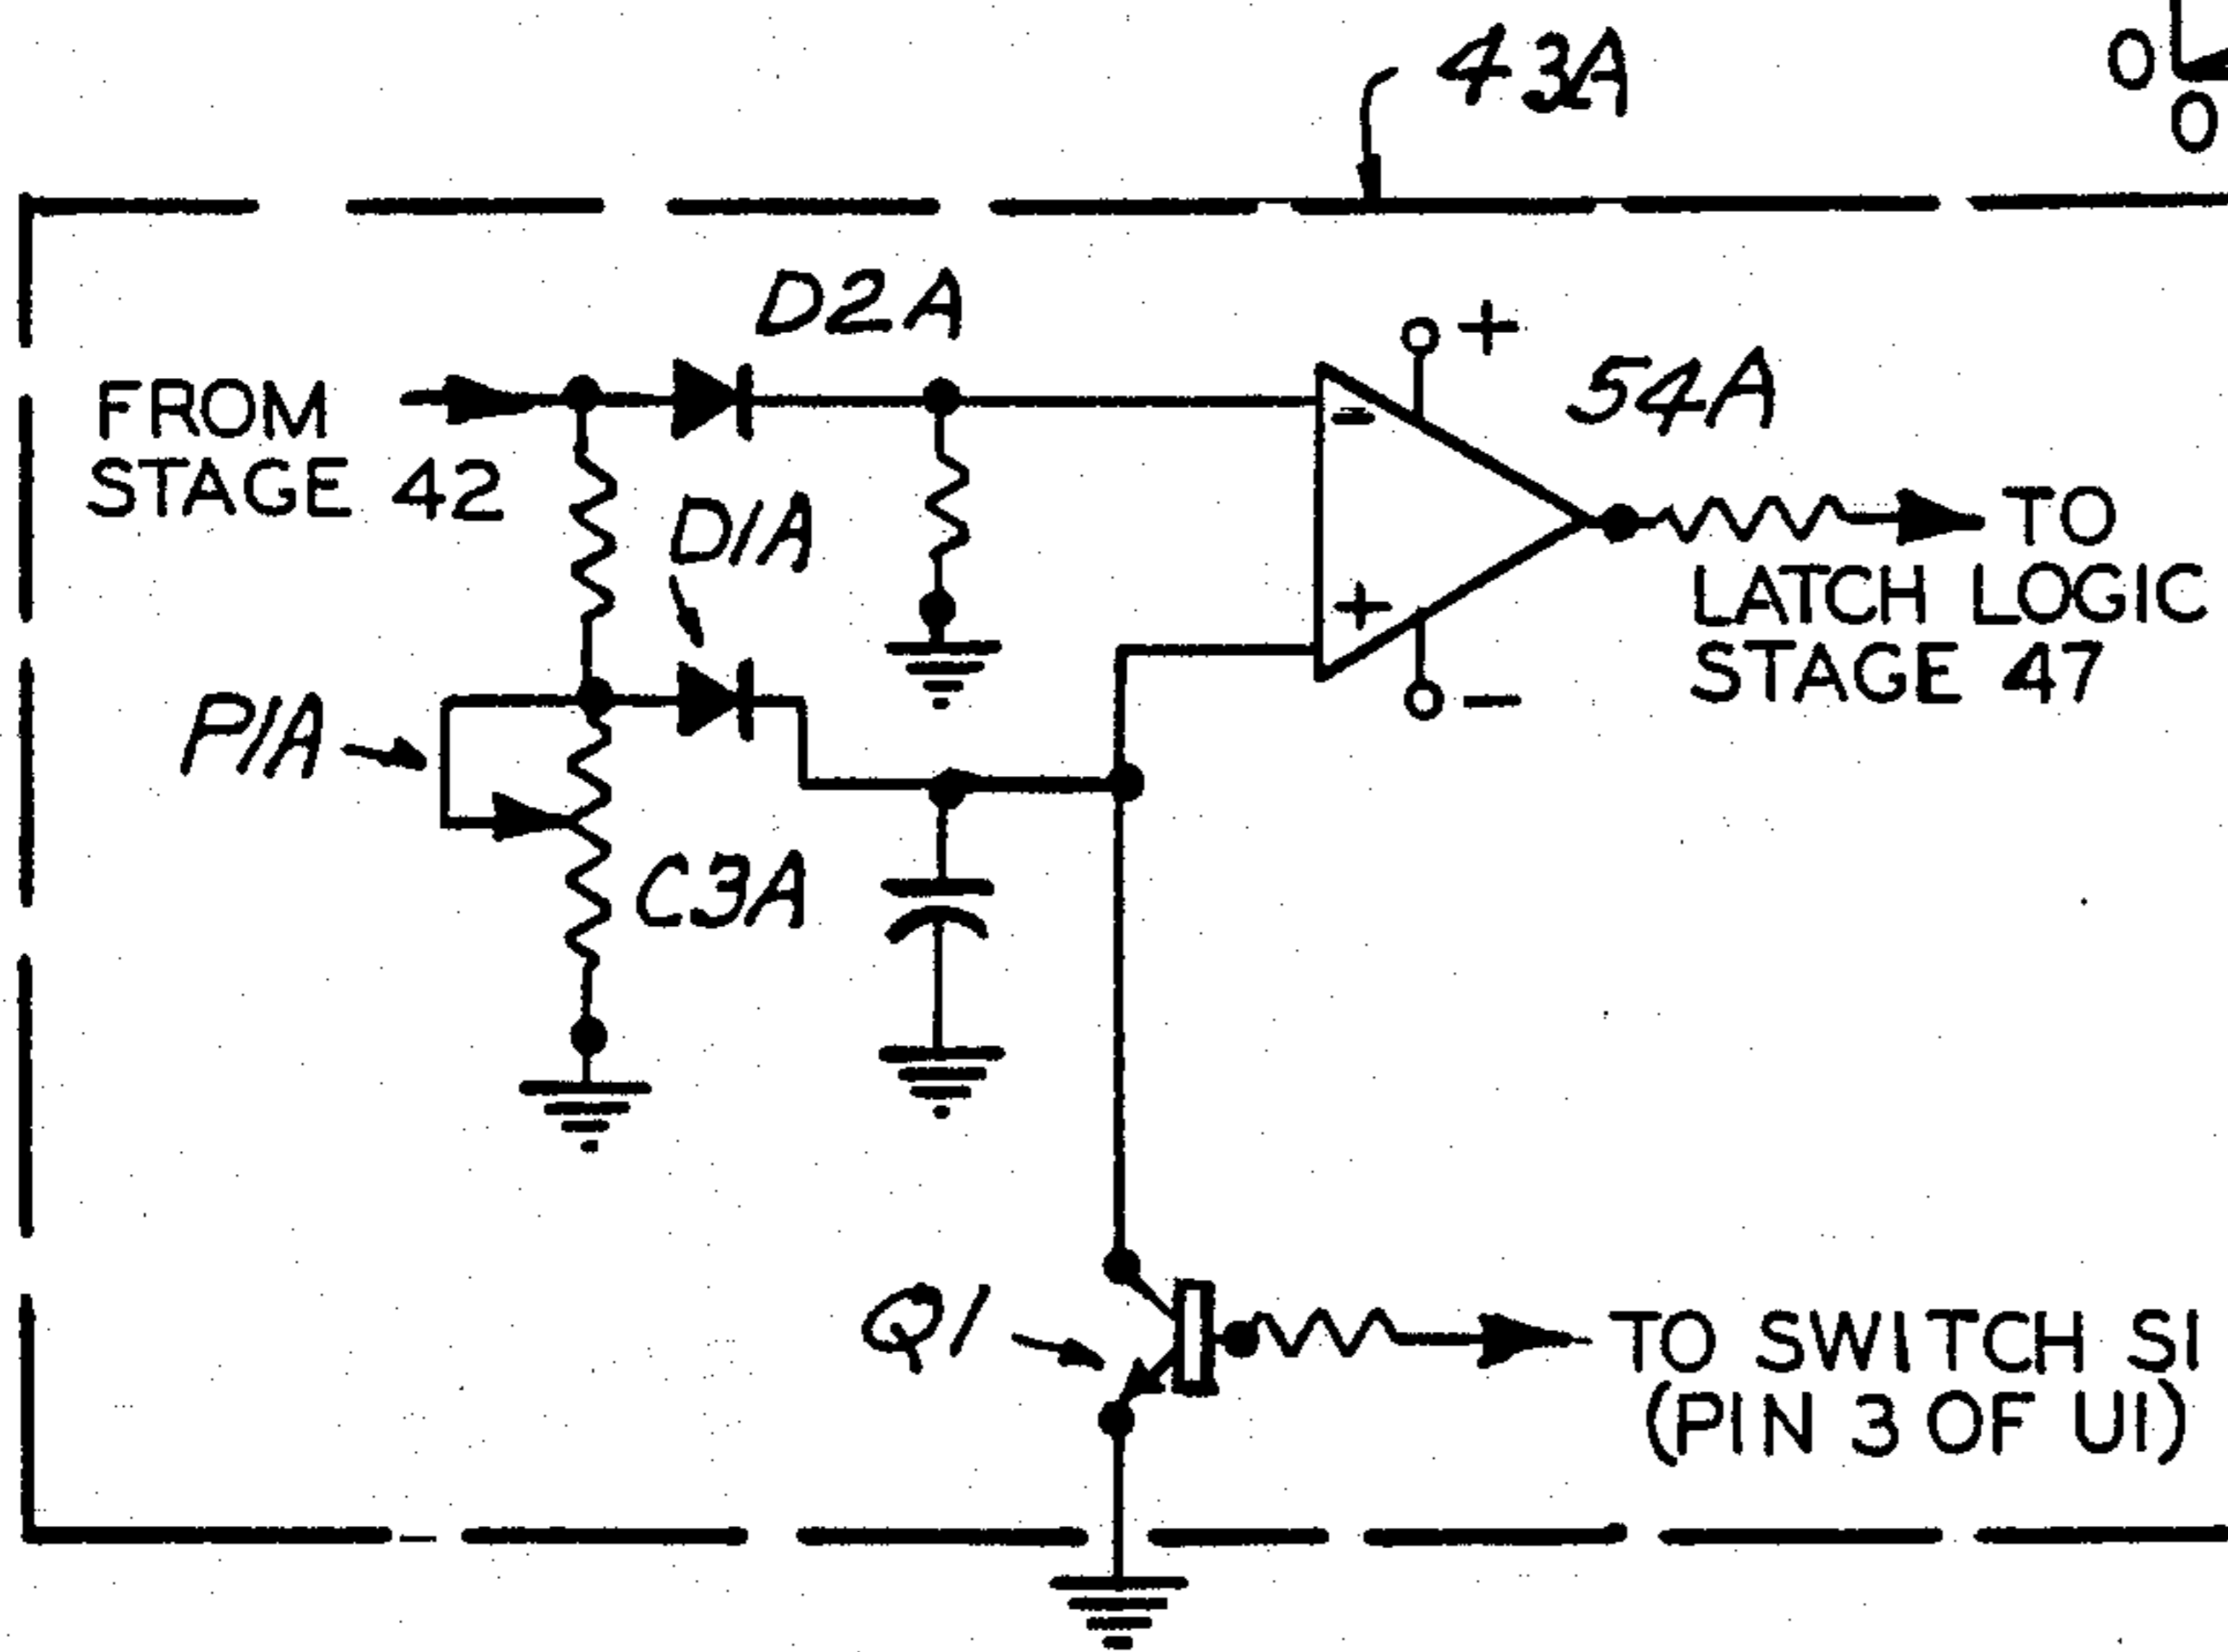 43A
O
O
D2A
+
54A
FROM
STAGE 42
-
D1A
TO
LATCH LOGIC
STAGE 47
+
-
P1A
C3A
Q1
TO SWITCH S1
(PIN 3 OF U1)